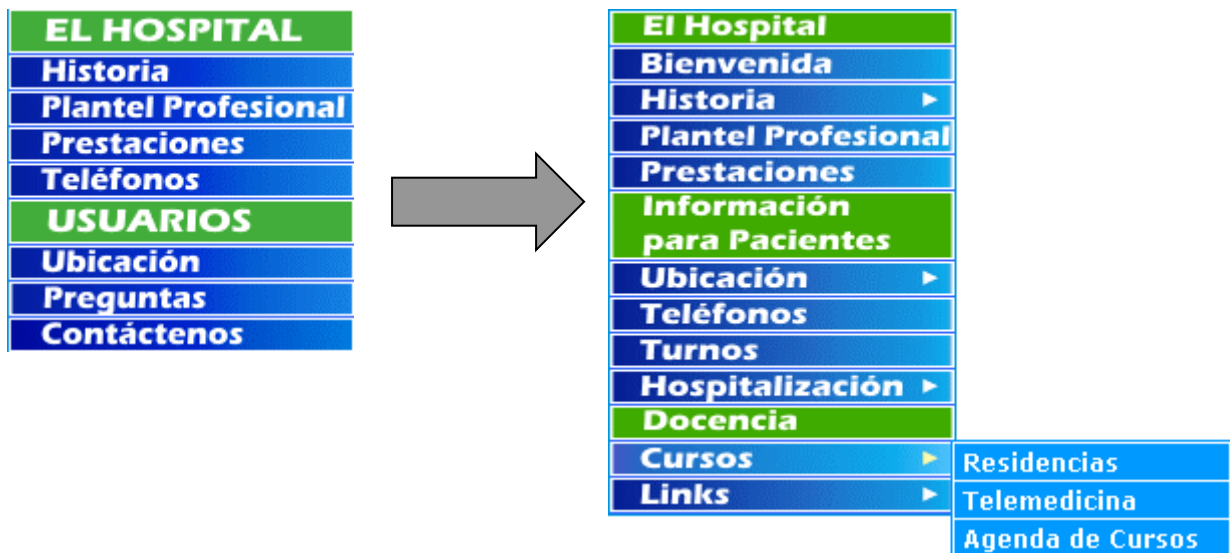 EL HOSPITAL
Historia
Plantel Profesional
Prestaciones
Teléfonos
USUARIOS
Ubicación
Preguntas
Contáctenos
El Hospital
Bienvenida
Historia
Plantel Profesional
Prestaciones
Información
para Pacientes
Ubicación
Teléfonos
Turnos
Hospitalización
Docencia
Cursos
Links
Residencias
Telemedicina
Agenda de Cursos